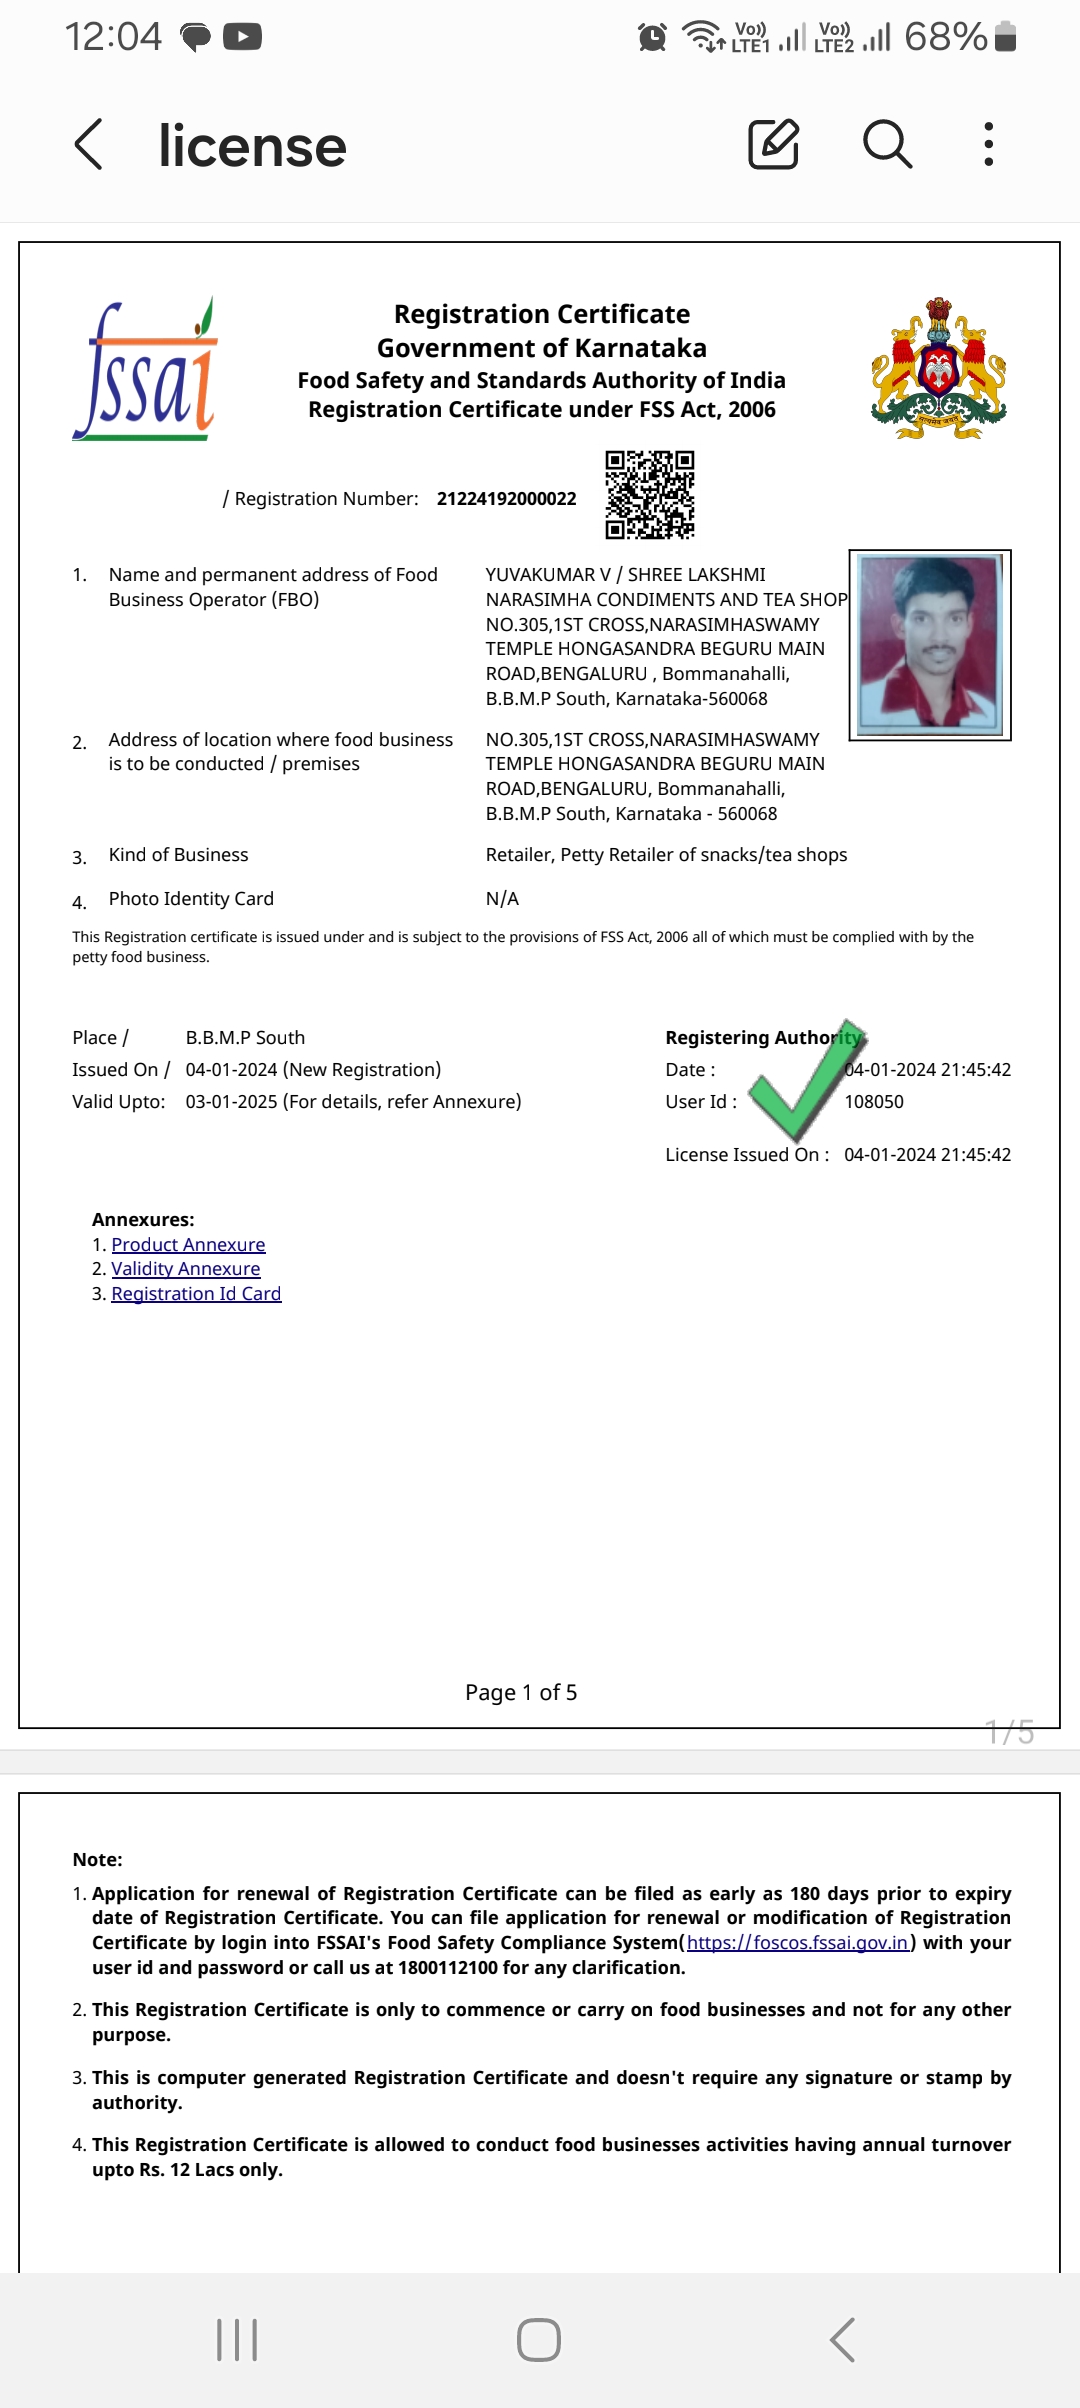 12:04
Vo)) LTE1 Vo)) LTE2 68%
license
fssai
Registration Certificate
Government of Karnataka
Food Safety and Standards Authority of India
Registration Certificate under FSS Act, 2006
/ Registration Number: 21224192000022
1. Name and permanent address of Food
Business Operator (FBO)
YUVAKUMAR V / SHREE LAKSHMI
NARASIMHA CONDIMENTS AND TEA SHOP
NO.305,1ST CROSS,NARASIMHASWAMY
TEMPLE HONGASANDRA BEGURU MAIN
ROAD,BENGALURU , Bommanahalli,
B.B.M.P South, Karnataka-560068
2. Address of location where food business
is to be conducted / premises
NO.305,1ST CROSS,NARASIMHASWAMY
TEMPLE HONGASANDRA BEGURU MAIN
ROAD,BENGALURU, Bommanahalli,
B.B.M.P South, Karnataka - 560068
3. Kind of Business Retailer, Petty Retailer of snacks/tea shops
4. Photo Identity Card N/A
This Registration certificate is issued under and is subject to the provisions of FSS Act, 2006 all of which must be complied with by the
petty food business.
Place / B.B.M.P South
Issued On / 04-01-2024 (New Registration)
Valid Upto: 03-01-2025 (For details, refer Annexure)
Registering Authority
Date : 04-01-2024 21:45:42
User Id : 108050
License Issued On : 04-01-2024 21:45:42
Annexures:
1. Product Annexure
2. Validity Annexure
3. Registration Id Card
Page 1 of 5
1/5
Note:
1. Application for renewal of Registration Certificate can be filed as early as 180 days prior to expiry
date of Registration Certificate. You can file application for renewal or modification of Registration
Certificate by login into FSSAI's Food Safety Compliance System(https://foscos.fssai.gov.in) with your
user id and password or call us at 1800112100 for any clarification.
2. This Registration Certificate is only to commence or carry on food businesses and not for any other
purpose.
3. This is computer generated Registration Certificate and doesn't require any signature or stamp by
authority.
4. This Registration Certificate is allowed to conduct food businesses activities having annual turnover
upto Rs. 12 Lacs only.